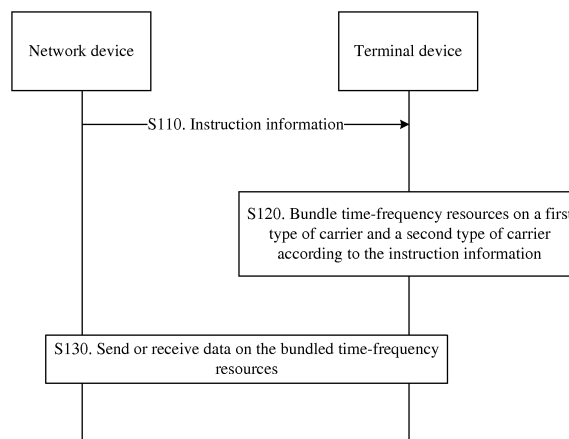 Network device
Terminal device
S110. Instruction information
S120. Bundle time-frequency resources on a first
type of carrier and a second type of carrier
according to the instruction information
S130. Send or receive data on the bundled time-frequency
resources